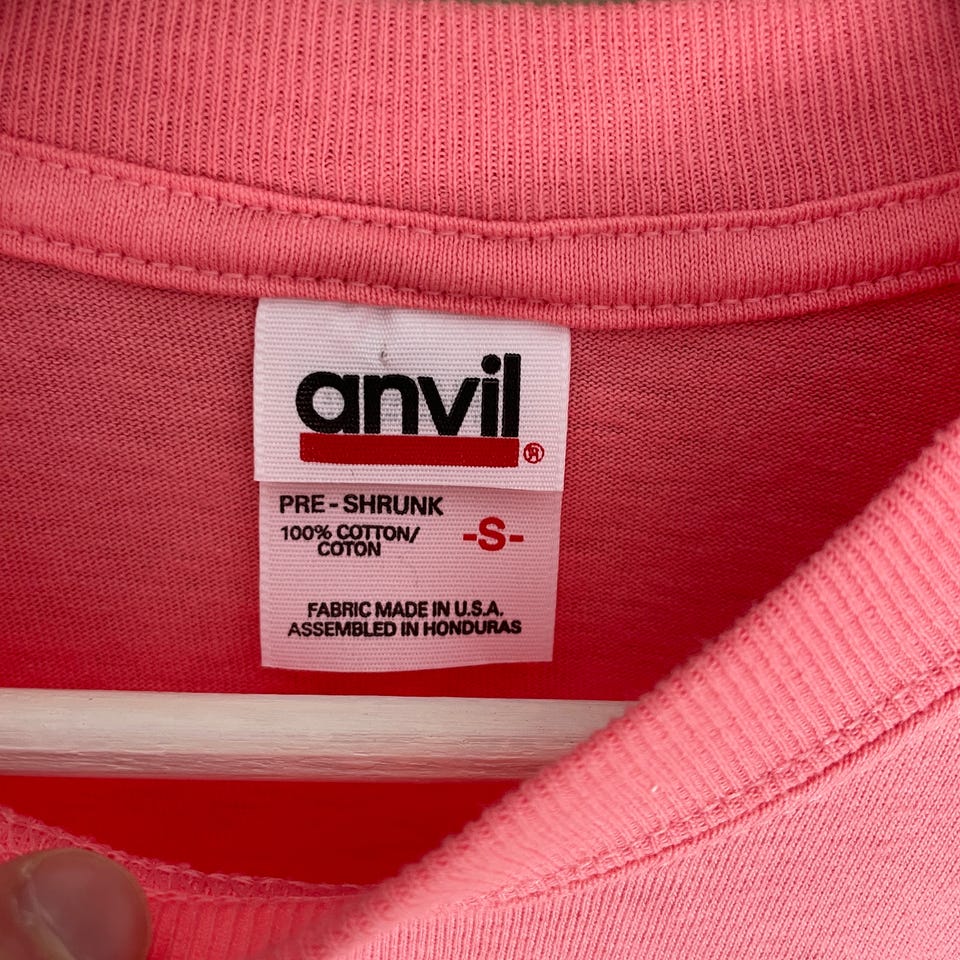 anvil®
PRE-SHRUNK
100% COTTON/
COTON
-S-
FABRIC MADE IN U.S.A.
ASSEMBLED IN HONDURAS